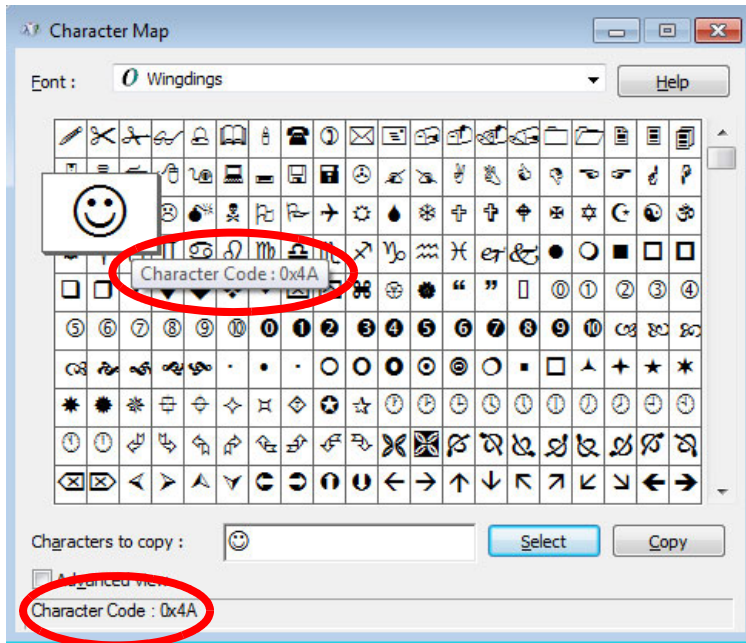 Character Map
Font : Wingdings Help
Character Code : 0x4A
Characters to copy : ☺ Select Copy
Advanced view
Character Code : 0x4A